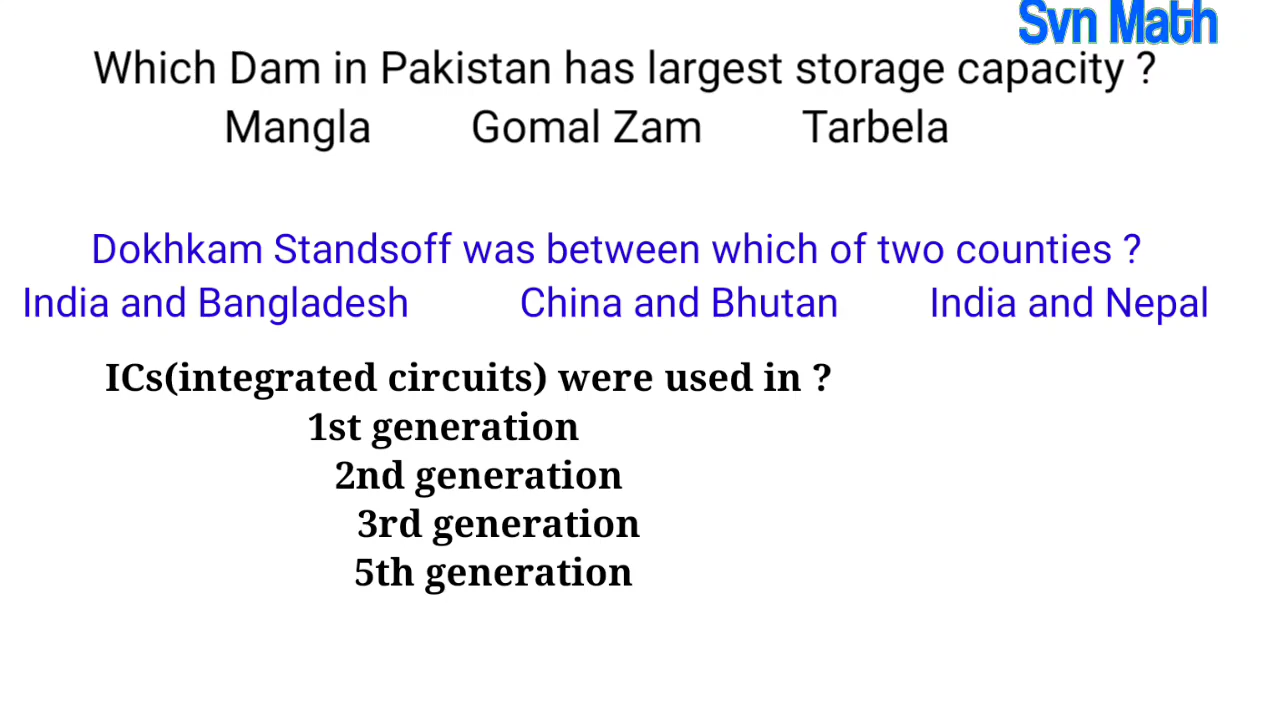 Svn Math
Which Dam in Pakistan has largest storage capacity ?
Mangla Gomal Zam Tarbela
Dokhkam Standsoff was between which of two counties ?
India and Bangladesh China and Bhutan India and Nepal
ICs(integrated circuits) were used in ?
1st generation
2nd generation
3rd generation
5th generation